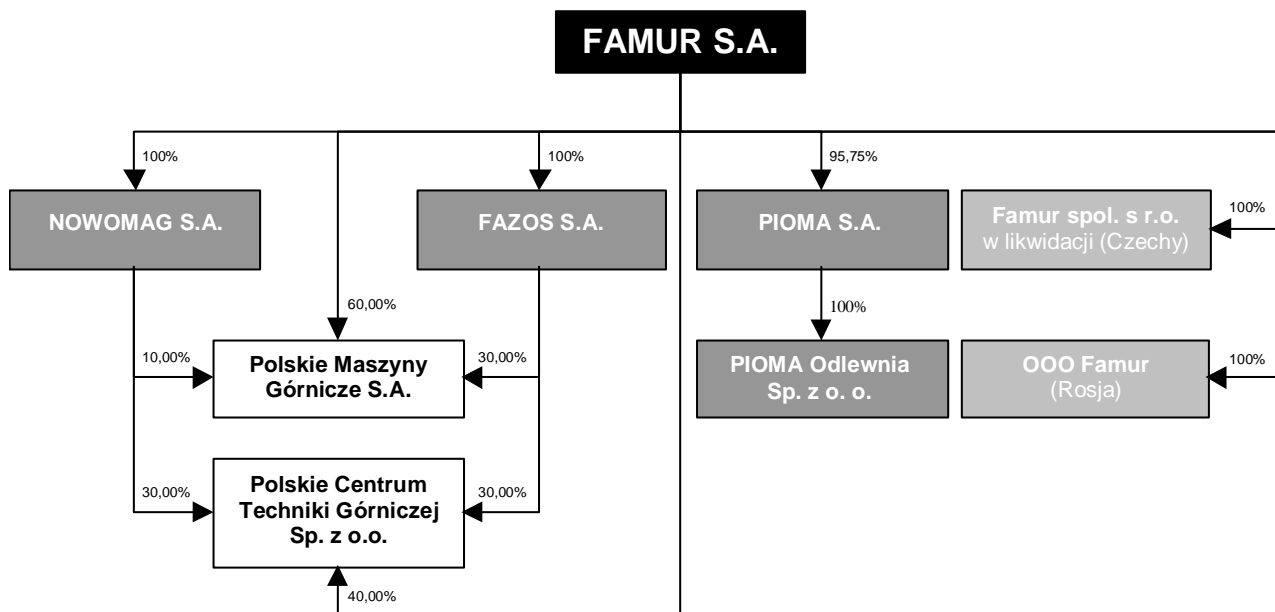 FAMUR S.A.
100%
100%
95,75%
NOWOMAG S.A.
FAZOS S.A.
PIOMA S.A.
Famur spol. s r.o.
w likwidacji (Czechy)
100%
60,00%
100%
10,00%
Polskie Maszyny
Górnicze S.A.
30,00%
PIOMA Odlewnia
Sp. z o. o.
OOO Famur
(Rosja)
100%
30,00%
Polskie Centrum
Techniki Górniczej
Sp. z o.o.
30,00%
40,00%